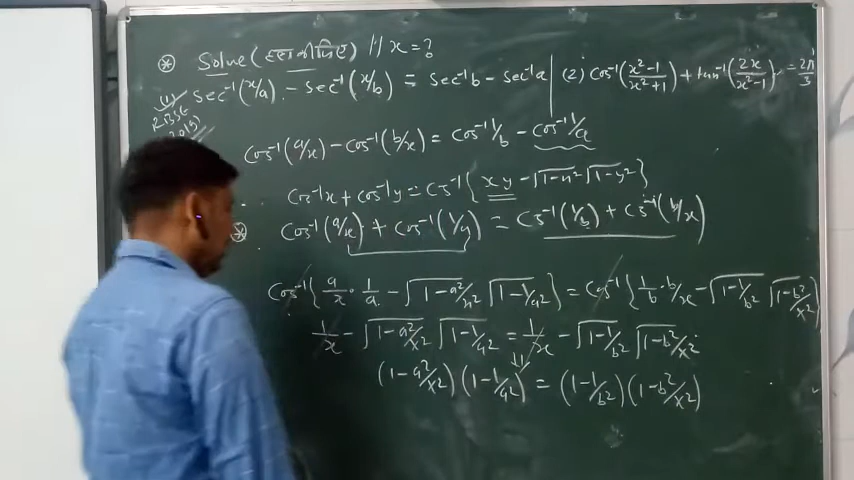 ⊛ Solve (हल कीजिए) // x = ?
(1) sec⁻¹(x/a) - sec⁻¹(x/b) = sec⁻¹b - sec⁻¹a
(2) cos⁻¹(x²-1/x²+1) + tan⁻¹(2x/x²-1) = 2π/3
RBSE
2015
cos⁻¹(a/x) - cos⁻¹(b/x) = cos⁻¹1/b - cos⁻¹1/a
cos⁻¹x + cos⁻¹y = cos⁻¹{xy - √1-x² √1-y²}
⊛ cos⁻¹(a/x) + cos⁻¹(1/y) = cos⁻¹(1/b) + cos⁻¹(b/x)
cos⁻¹{a/x · 1/a - √1-a²/x² √1-1/a²} = cos⁻¹{1/b · b/x - √1-1/b² √1-b²/x²}
1/x - √1-a²/x² √1-1/a² = 1/x - √1-1/b² √1-b²/x²
(1-a²/x²)(1-1/a²) = (1-1/b²)(1-b²/x²)